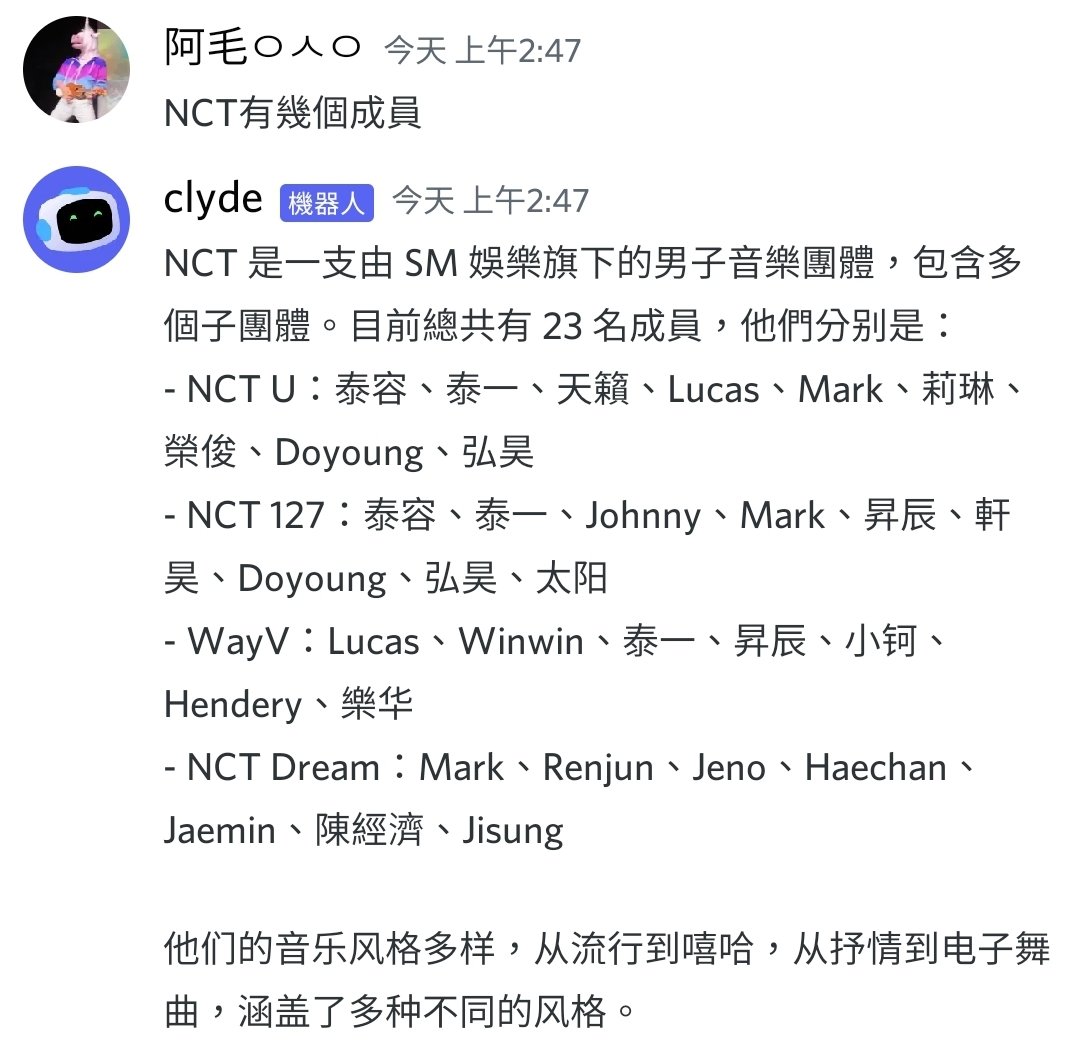 阿毛ㅇㅅㅇ 今天 上午2:47
NCT有幾個成員
clyde 機器人 今天 上午2:47
NCT 是一支由 SM 娛樂旗下的男子音樂團體，包含多
個子團體。目前總共有 23 名成員，他們分別是：
- NCT U：泰容、泰一、天籟、Lucas、Mark、莉琳、
榮俊、Doyoung、弘昊
- NCT 127：泰容、泰一、Johnny、Mark、昇辰、軒
昊、Doyoung、弘昊、太阳
- WayV：Lucas、Winwin、泰一、昇辰、小钶、
Hendery、樂华
- NCT Dream：Mark、Renjun、Jeno、Haechan、
Jaemin、陳經濟、Jisung
他们的音乐风格多样，从流行到嘻哈，从抒情到电子舞
曲，涵盖了多种不同的风格。